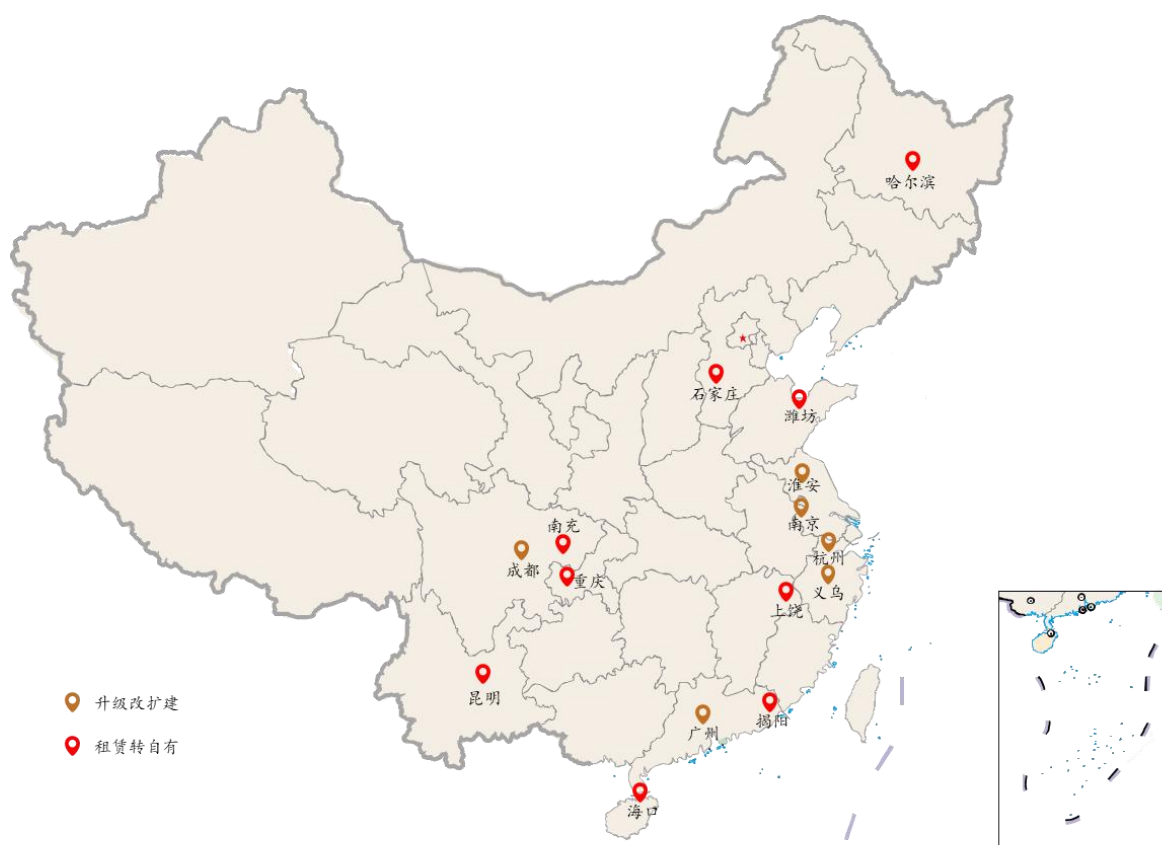 哈尔滨
石家庄
潍坊
淮安
南京
南充
杭州
成都
重庆
义乌
上饶
昆明
揭阳
广州
海口
升级改扩建
租赁转自有